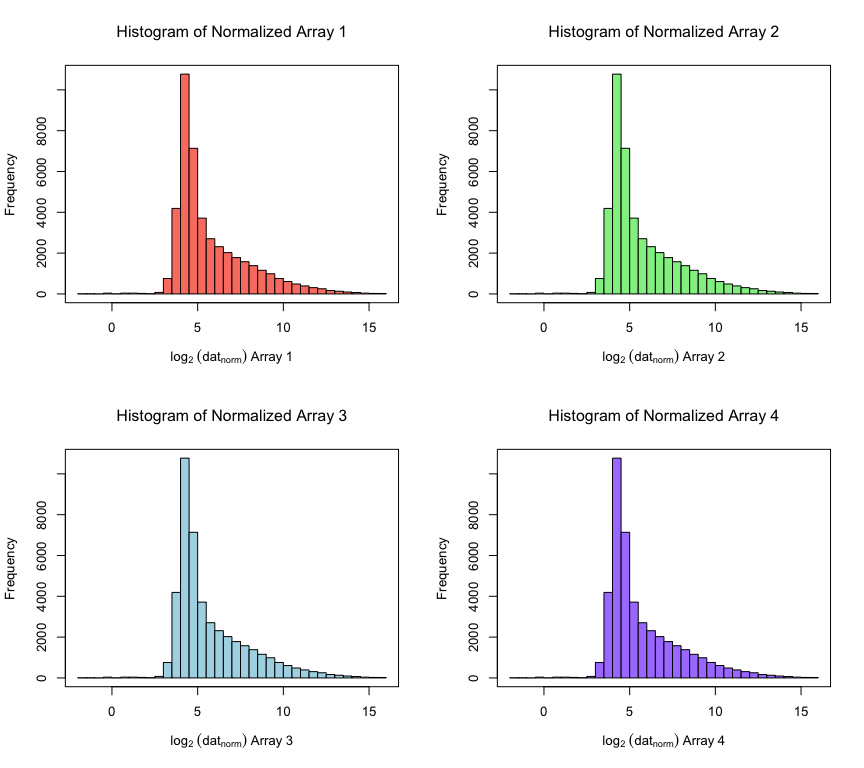 Histogram of Normalized Array 1
Frequency
0 2000 4000 6000 8000
0 5 10 15
log2 (datnorm) Array 1
Histogram of Normalized Array 2
Frequency
0 2000 4000 6000 8000
0 5 10 15
log2 (datnorm) Array 2
Histogram of Normalized Array 3
Frequency
0 2000 4000 6000 8000
0 5 10 15
log2 (datnorm) Array 3
Histogram of Normalized Array 4
Frequency
0 2000 4000 6000 8000
0 5 10 15
log2 (datnorm) Array 4